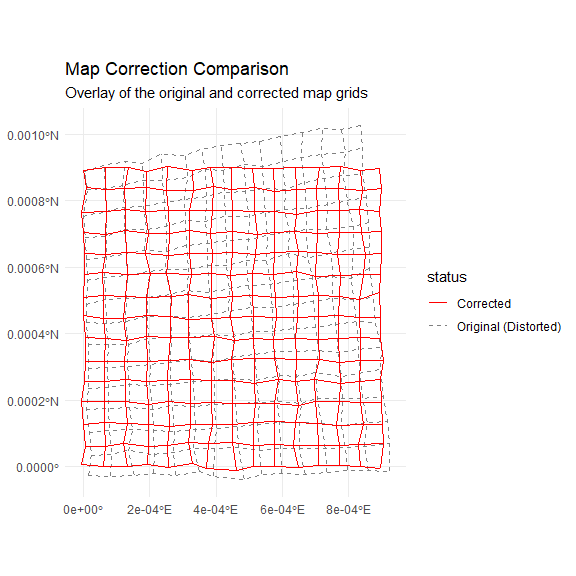 Map Correction Comparison
Overlay of the original and corrected map grids
0.0010°N
0.0008°N
0.0006°N
0.0004°N
0.0002°N
0.0000°
0e+00° 2e-04°E 4e-04°E 6e-04°E 8e-04°E
status
Corrected
Original (Distorted)